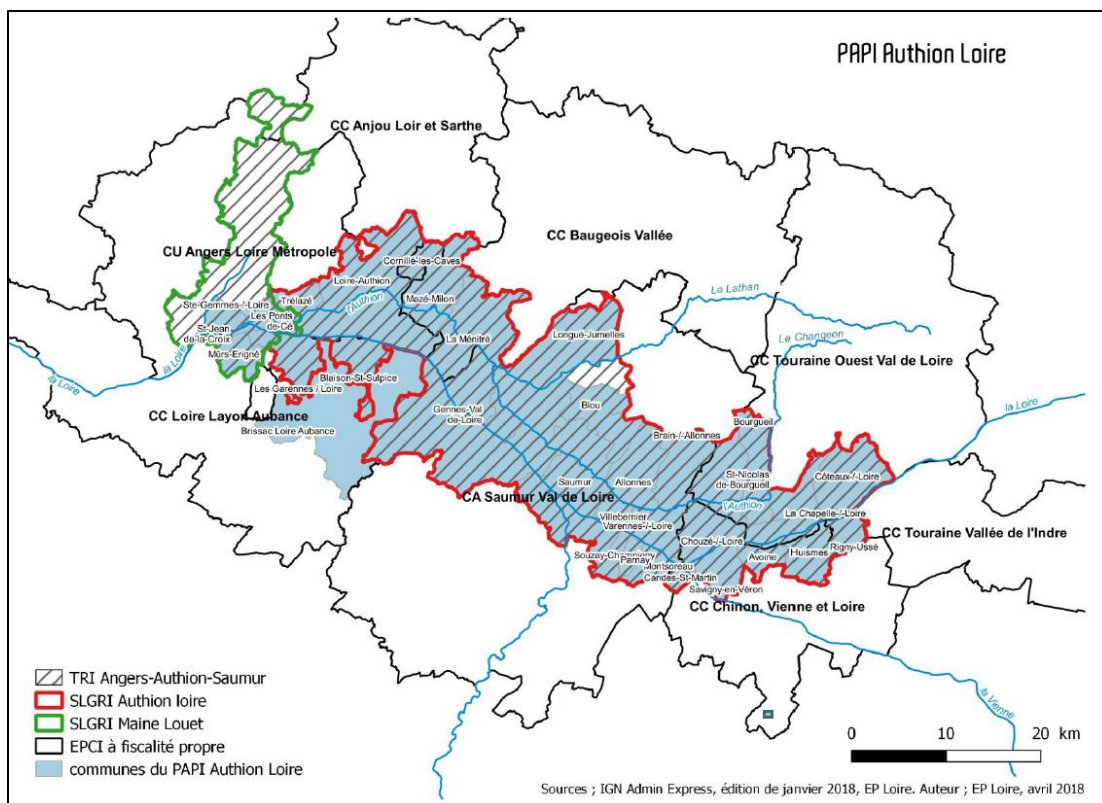 PAPI Authion Loire
CC Anjou Loir et Sarthe
CU Angers Loire Métropole
CC Baugeois Vallée
Cornillé-les-Caves
Loire-Authion
Mazé-Milon
Le Lathan
Ste-Gemmes-/-Loire
Trélazé
l'Authion
Les Ponts
de-Cé
St-Jean
de-la-Croix
La Ménitré
Longué-Jumelles
Le Changeon
Mûrs-Erigné
la Loire
CC Touraine Ouest Val de Loire
Blaison-St-Sulpice
Les Garennes / Loire
la Loire
CC Loire Layon Aubance
Brissac Loire Aubance
Gennes-Val
de-Loire
Blou
Bourgueil
Brain-/-Allonnes
St-Nicolas
de-Bourgueil
Côteaux-/-Loire
Saumur
Allonnes
CA Saumur Val de Loire
l'Authion
La Chapelle-/-Loire
Villebernier
Varennes-/-Loire
CC Touraine Vallée de l'Indre
Chouzé-/-Loire
Souzay-Champigny
Parnay
Avoine
Huismes
Rigny-Ussé
Montsoreau
Candes-St-Martin
Savigny-en-Véron
CC Chinon, Vienne et Loire
la Vienne
TRI Angers-Authion-Saumur
SLGRI Authion loire
SLGRI Maine Louet
EPCI à fiscalité propre
communes du PAPI Authion Loire
0 10 20 km
Sources ; IGN Admin Express, édition de janvier 2018, EP Loire. Auteur ; EP Loire, avril 2018